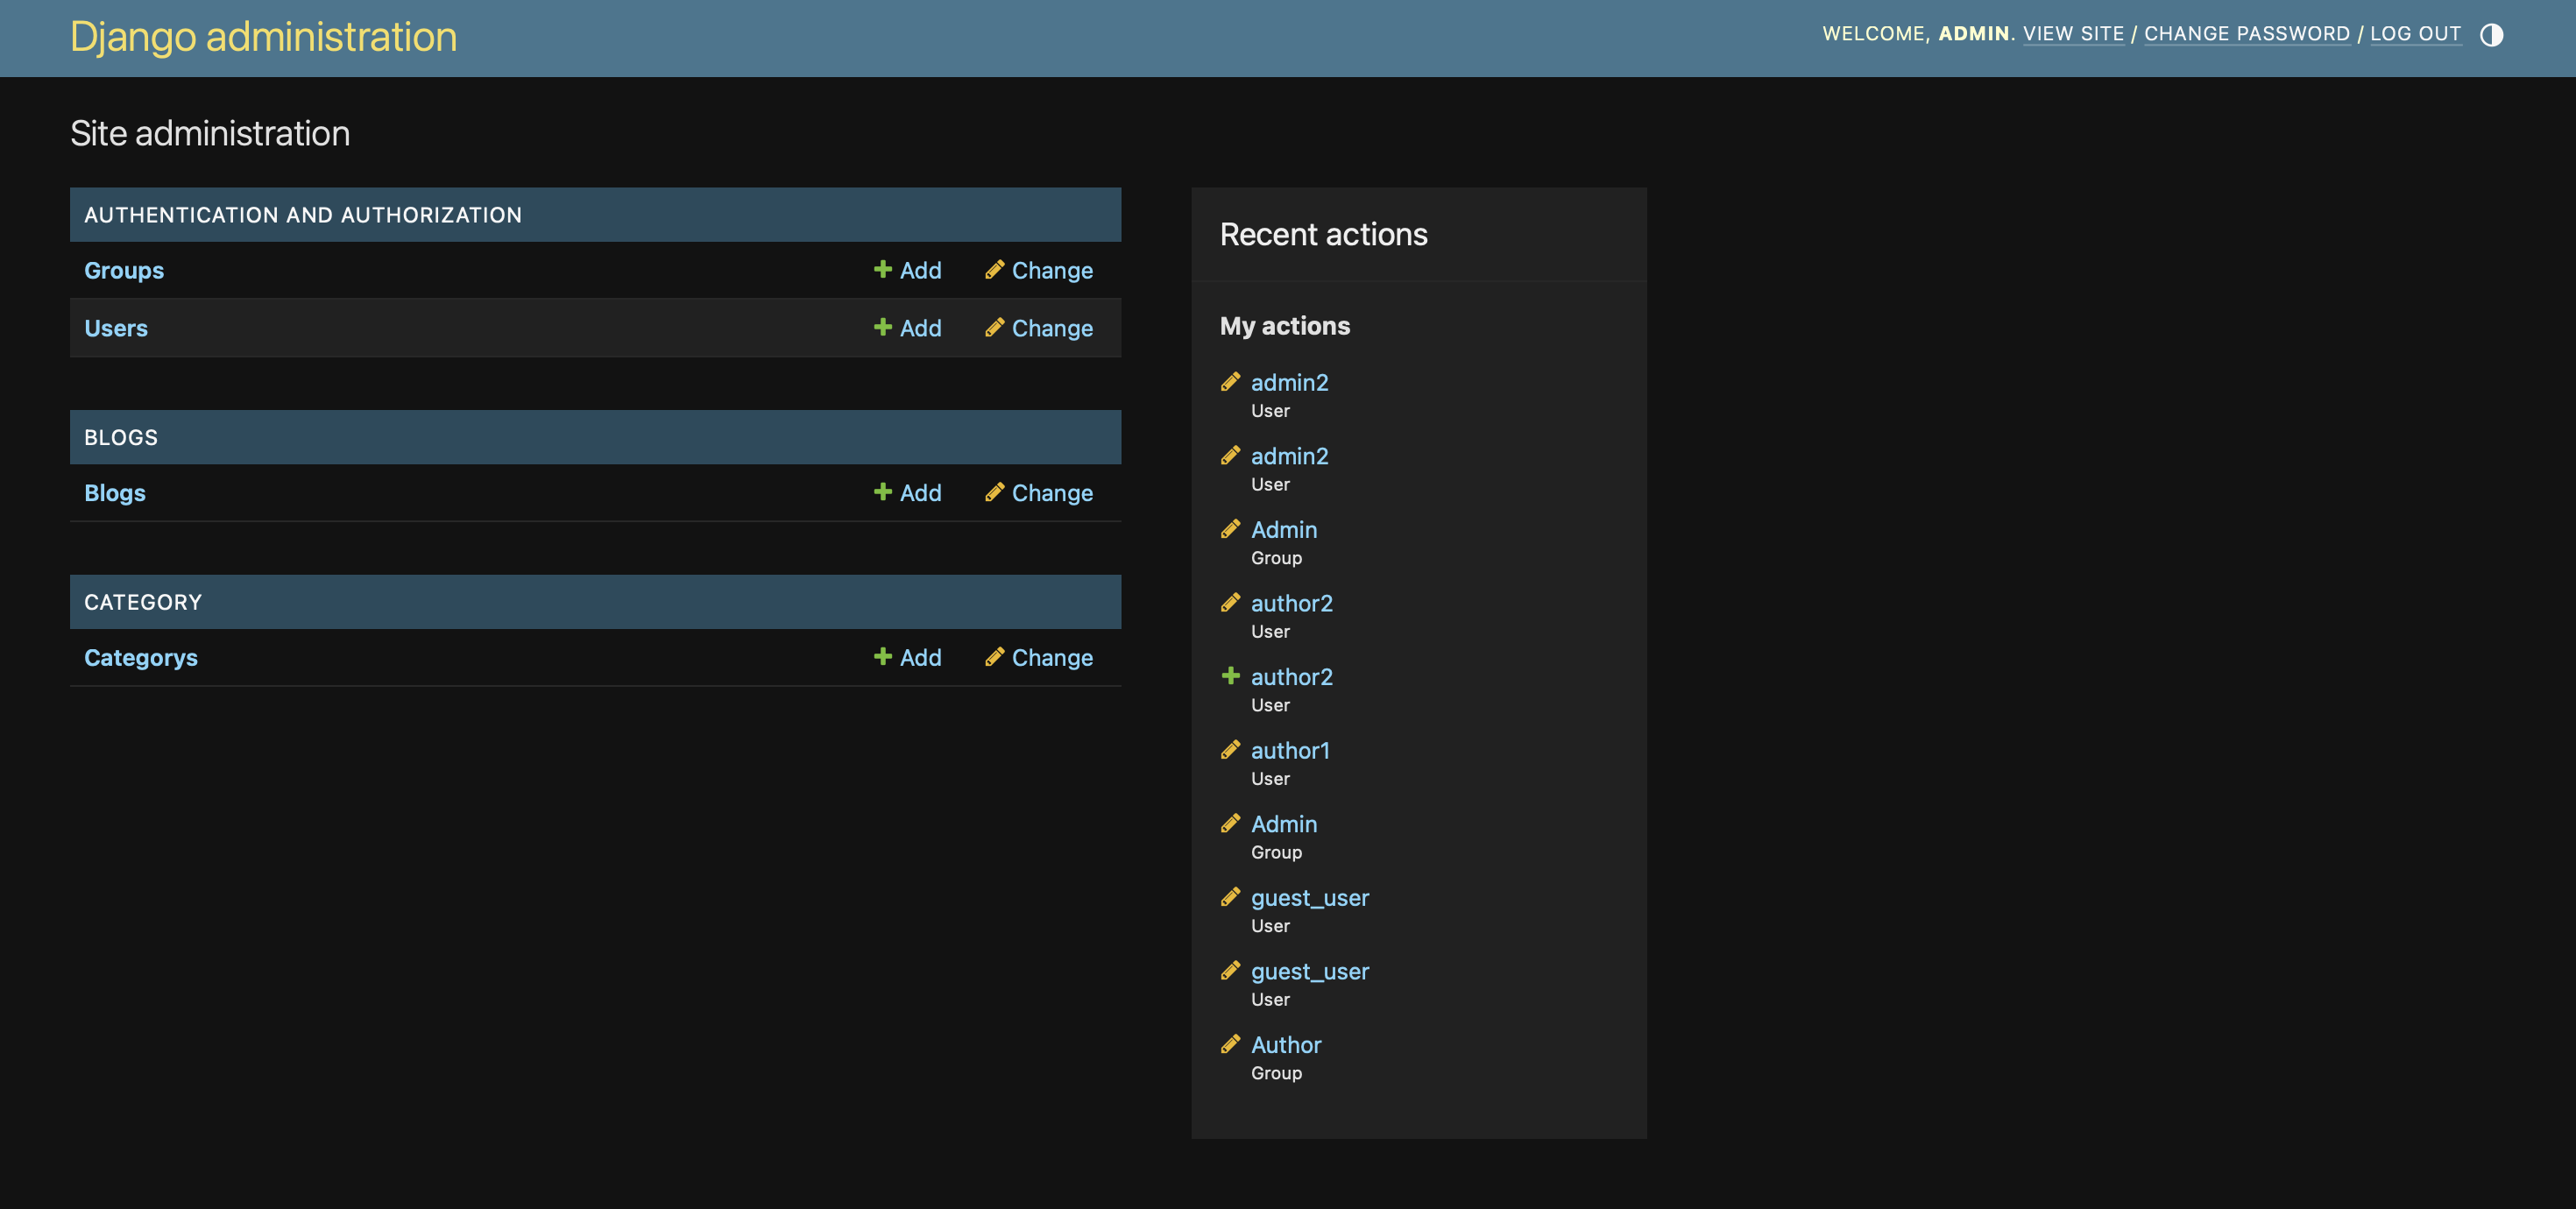 Django administration
WELCOME, ADMIN. VIEW SITE / CHANGE PASSWORD / LOG OUT
Site administration
AUTHENTICATION AND AUTHORIZATION
Groups Add Change
Users Add Change
BLOGS
Blogs Add Change
CATEGORY
Categorys Add Change
Recent actions
My actions
admin2
User
admin2
User
Admin
Group
author2
User
author2
User
author1
User
Admin
Group
guest_user
User
guest_user
User
Author
Group